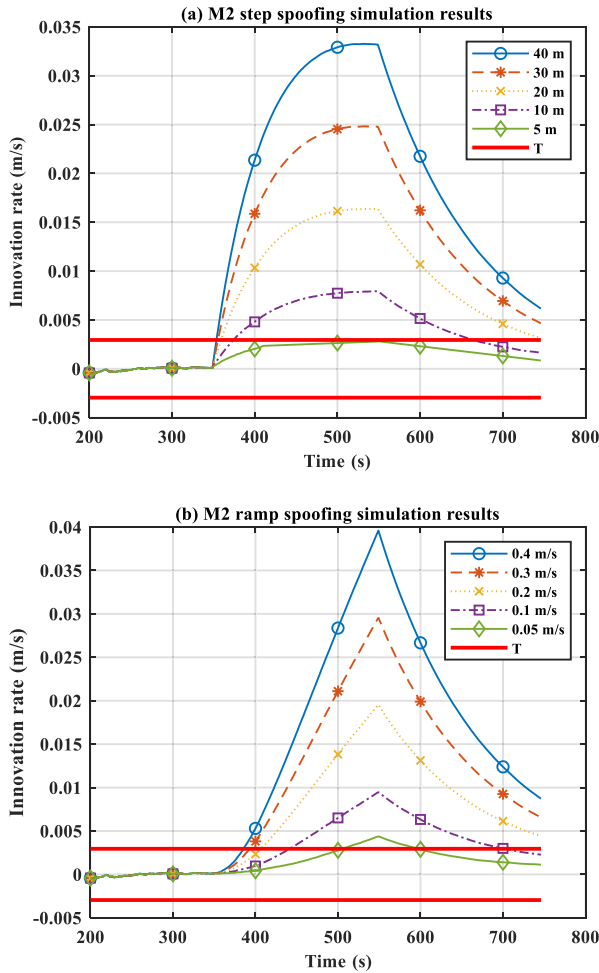 (a) M2 step spoofing simulation results
0.035
0.03
0.025
0.02
0.015
0.01
0.005
0
-0.005
Innovation rate (m/s)
40 m
30 m
20 m
10 m
5 m
T
200 300 400 500 600 700 800
Time (s)
(b) M2 ramp spoofing simulation results
0.04
0.035
0.03
0.025
0.02
0.015
0.01
0.005
0
-0.005
Innovation rate (m/s)
0.4 m/s
0.3 m/s
0.2 m/s
0.1 m/s
0.05 m/s
T
200 300 400 500 600 700 800
Time (s)